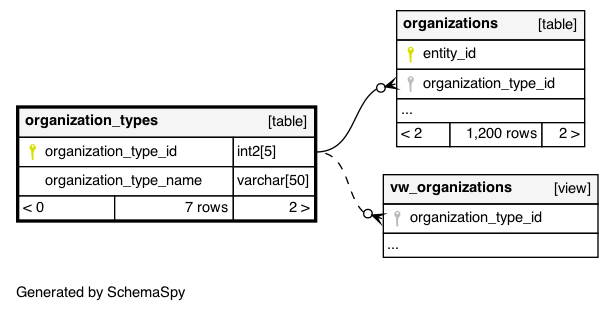 organizations [table]
entity_id
organization_type_id
...
< 2 1,200 rows 2 >
organization_types [table]
organization_type_id int2[5]
organization_type_name varchar[50]
< 0 7 rows 2 >
vw_organizations [view]
organization_type_id
...
Generated by SchemaSpy